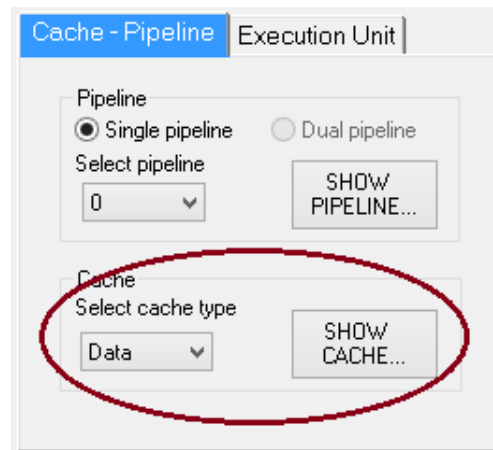 Cache - Pipeline Execution Unit
Pipeline
Single pipeline Dual pipeline
Select pipeline
0
SHOW
PIPELINE...
Cache
Select cache type
Data
SHOW
CACHE...